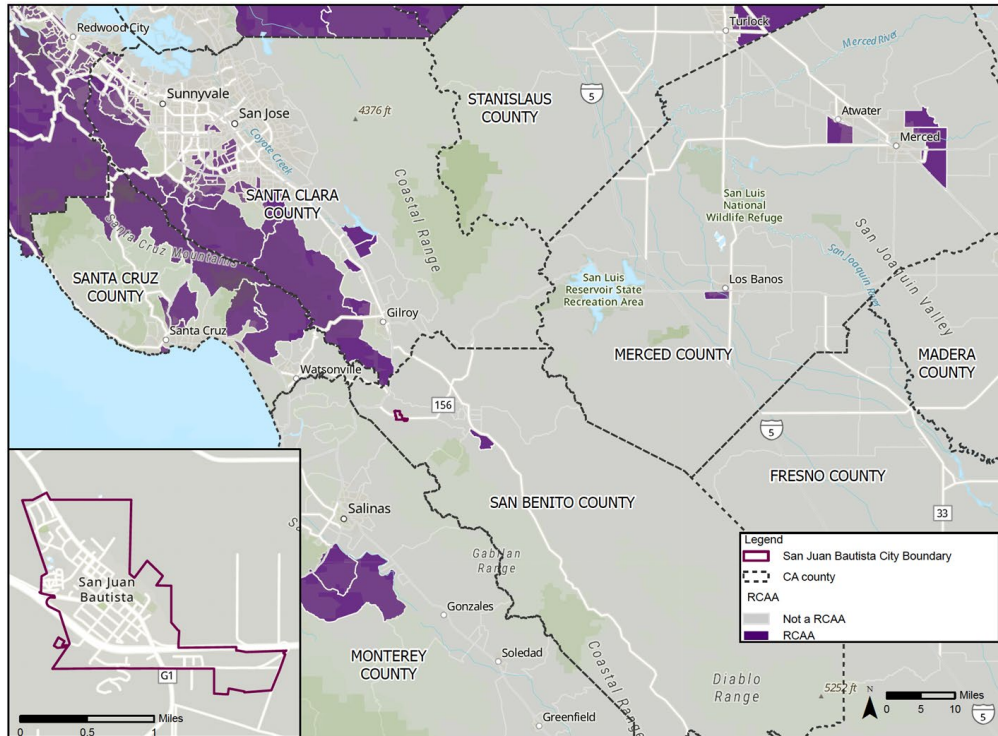 Redwood City
Turlock
Merced River
Sunnyvale
4376 ft
STANISLAUS
COUNTY
5
Atwater
San Jose
Merced
Coyote Creek
Coastal Range
SANTA CLARA
COUNTY
San Luis
National
Wildlife Refuge
Santa Cruz Mountains
San Joaquin Valley
SANTA CRUZ
COUNTY
San Luis
Reservoir State
Recreation Area
Los Banos
Santa Cruz
Gilroy
MERCED COUNTY
MADERA
COUNTY
Watsonville
156
5
FRESNO COUNTY
SAN BENITO COUNTY
Salinas
33
Gabilan
Range
Gonzales
MONTEREY
COUNTY
Soledad
Coastal Range
Diablo
Range
5252 ft
Greenfield
San Juan
Bautista
G1
0 0.5 1 Miles
Legend
San Juan Bautista City Boundary
CA county
RCAA
Not a RCAA
RCAA
N
0 5 10 Miles
5